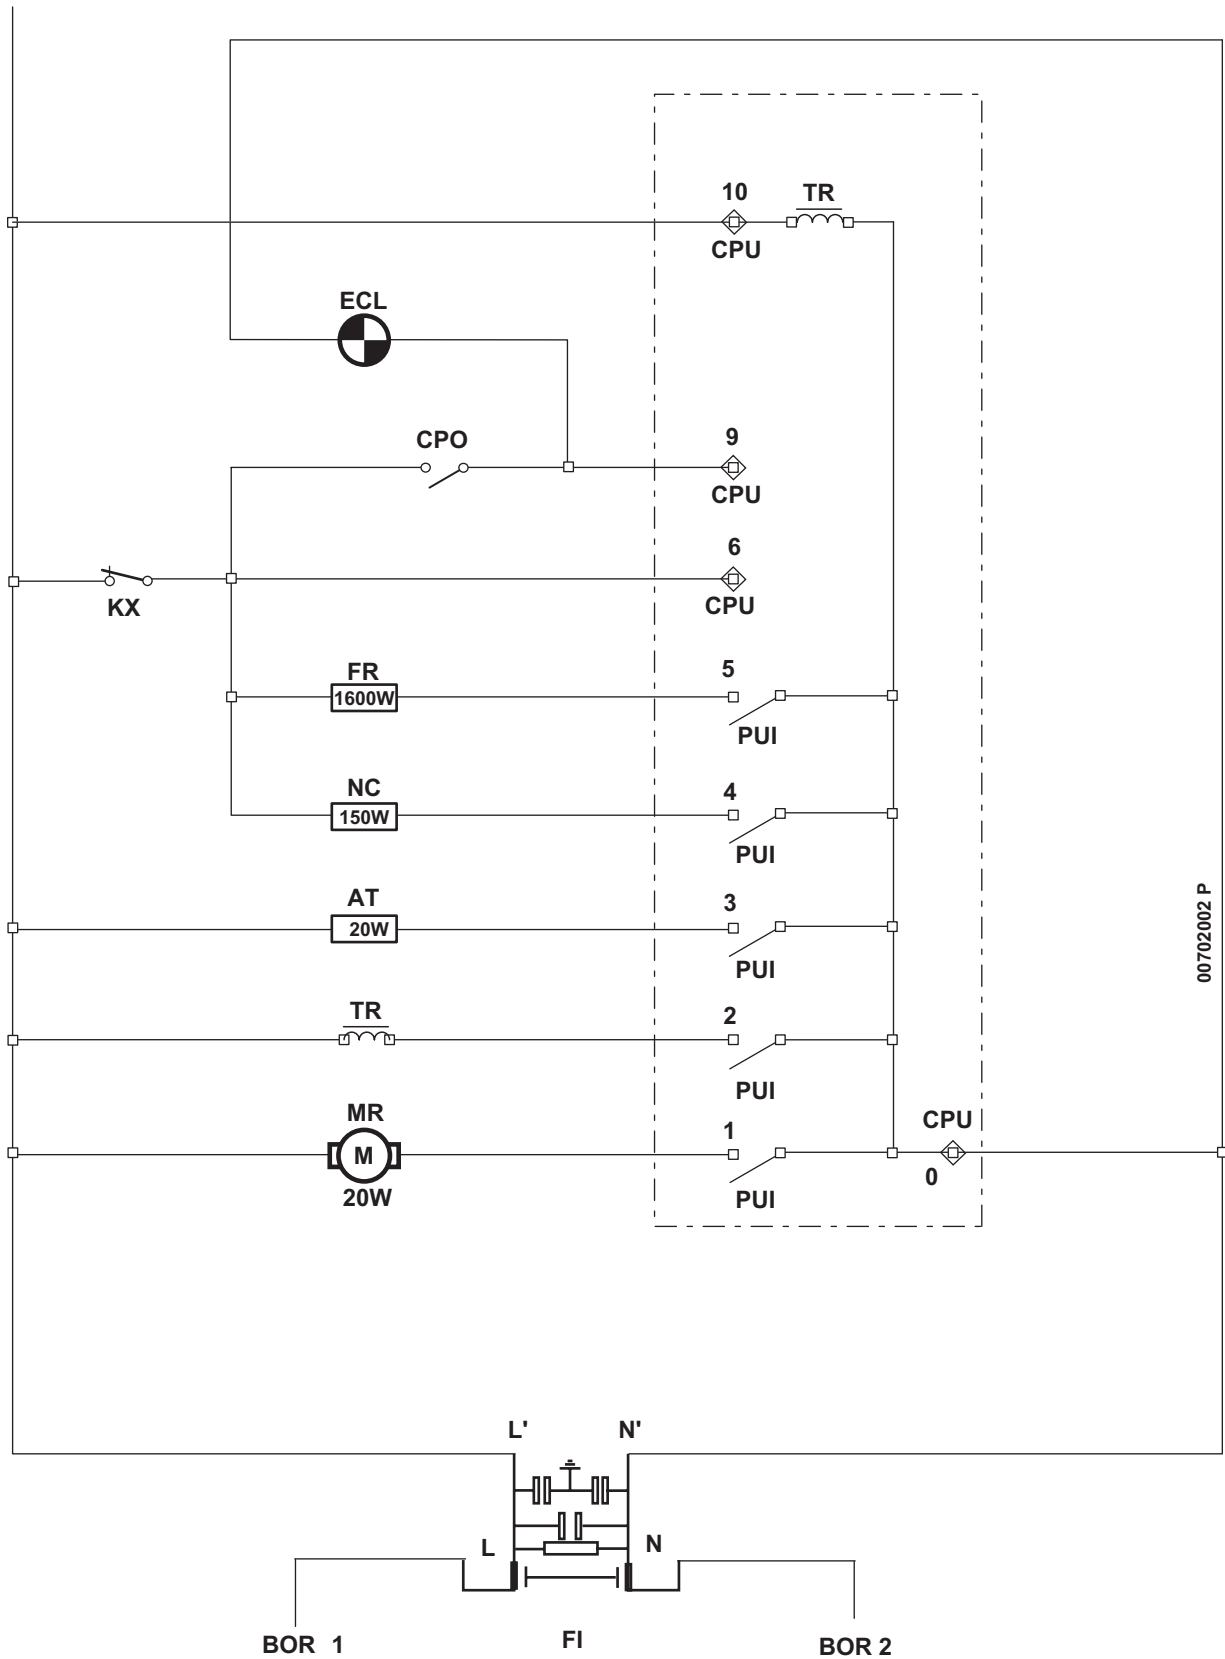 10
TR
CPU
ECL
CPO
9
CPU
6
CPU
KX
FR
1600W
5
PUI
NC
150W
4
PUI
AT
20W
3
PUI
TR
2
PUI
MR
M
20W
1
PUI
CPU
0
00702002 P
L'
N'
L
N
BOR 1
FI
BOR 2